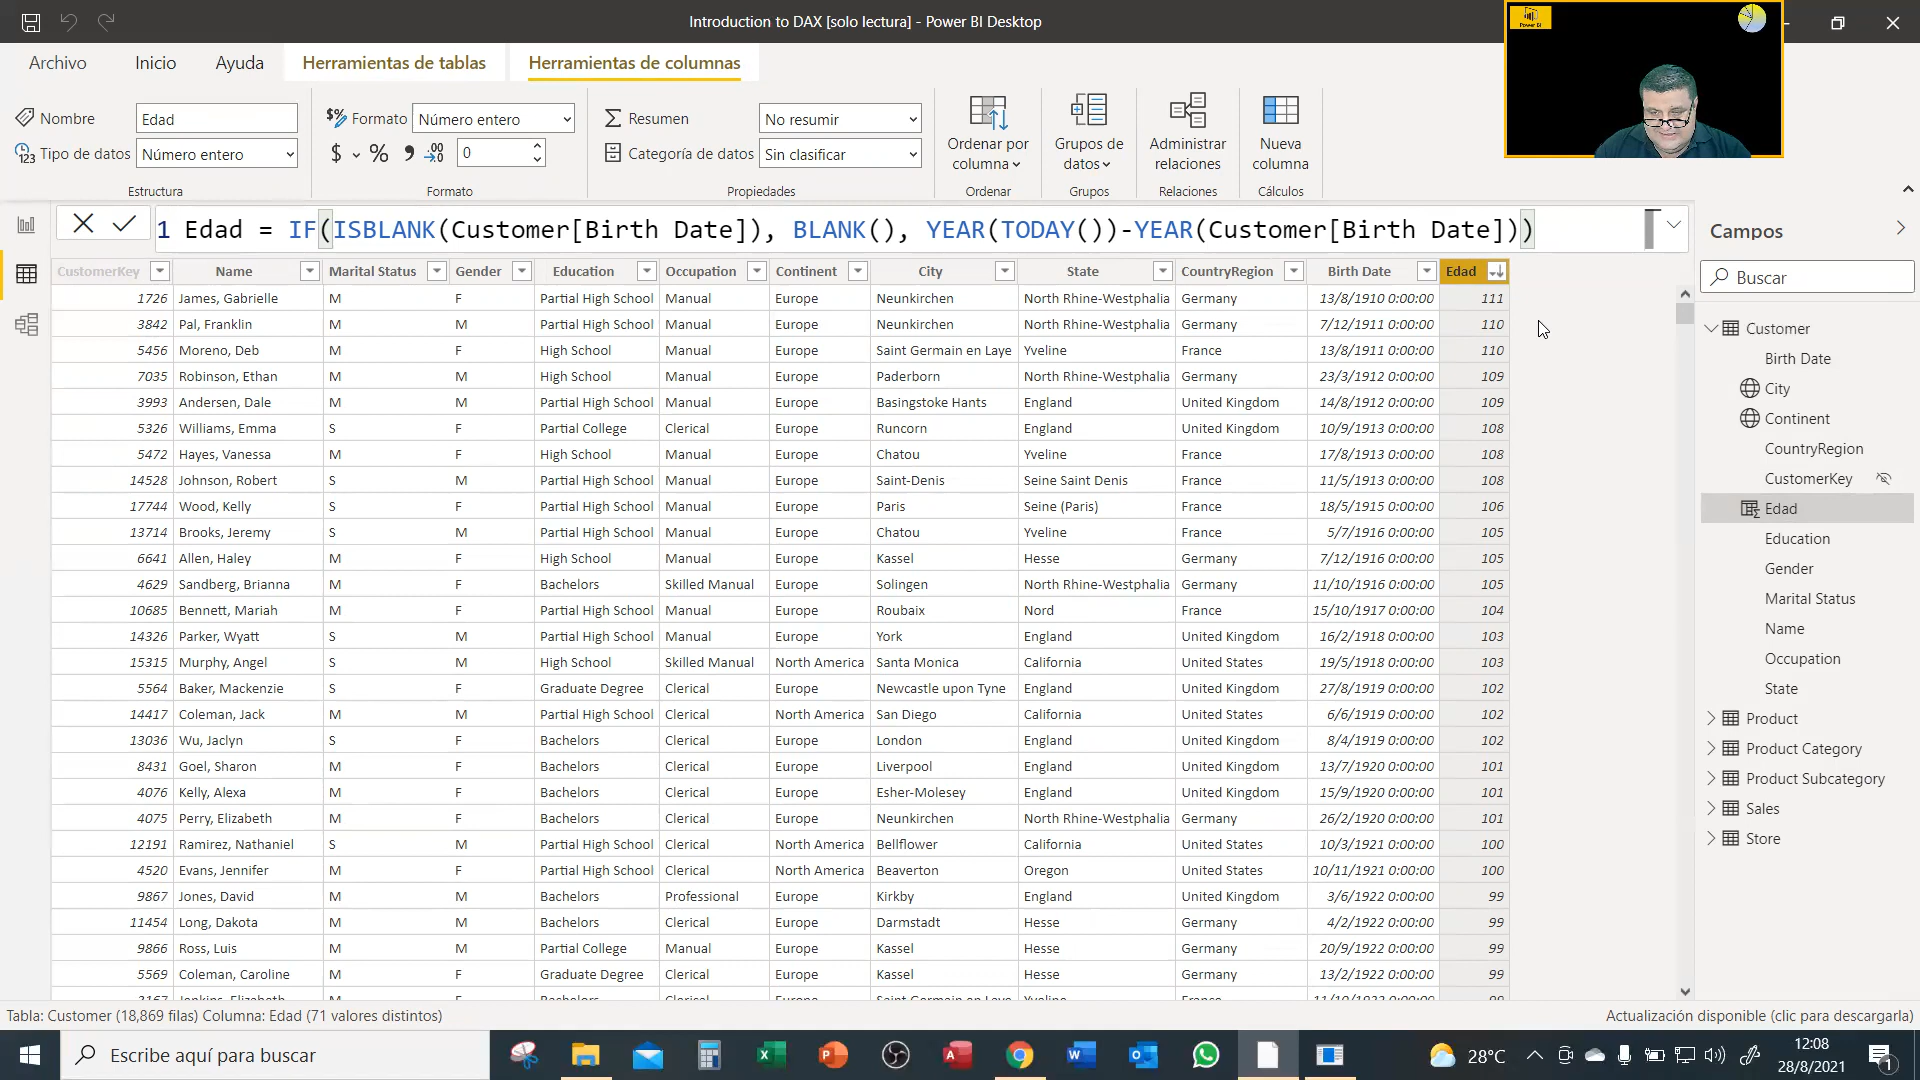 Introduction to DAX [solo lectura] - Power BI Desktop
Power BI
Archivo Inicio Ayuda Herramientas de tablas Herramientas de columnas
Nombre Edad
Tipo de datos Número entero
Estructura
Formato Número entero
$ % 0
Formato
Resumen No resumir
Categoría de datos Sin clasificar
Propiedades
Ordenar por columna
Ordenar
Grupos de datos
Grupos
Administrar relaciones
Relaciones
Nueva columna
Cálculos
1 Edad = IF(ISBLANK(Customer[Birth Date]), BLANK(), YEAR(TODAY())-YEAR(Customer[Birth Date]))
CustomerKey Name Marital Status Gender Education Occupation Continent City State CountryRegion Birth Date Edad
1726 James, Gabrielle M F Partial High School Manual Europe Neunkirchen North Rhine-Westphalia Germany 13/8/1910 0:00:00 111
3842 Pal, Franklin M M Partial High School Manual Europe Neunkirchen North Rhine-Westphalia Germany 7/12/1911 0:00:00 110
5456 Moreno, Deb M F High School Manual Europe Saint Germain en Laye Yveline France 13/8/1911 0:00:00 110
7035 Robinson, Ethan M M High School Manual Europe Paderborn North Rhine-Westphalia Germany 23/3/1912 0:00:00 109
3993 Andersen, Dale M M Partial High School Manual Europe Basingstoke Hants England United Kingdom 14/8/1912 0:00:00 109
5326 Williams, Emma S F Partial College Clerical Europe Runcorn England United Kingdom 10/9/1913 0:00:00 108
5472 Hayes, Vanessa M F High School Manual Europe Chatou Yveline France 17/8/1913 0:00:00 108
14528 Johnson, Robert S M Partial High School Manual Europe Saint-Denis Seine Saint Denis France 11/5/1913 0:00:00 108
17744 Wood, Kelly S F Partial High School Manual Europe Paris Seine (Paris) France 18/5/1915 0:00:00 106
13714 Brooks, Jeremy S M Partial High School Manual Europe Chatou Yveline France 5/7/1916 0:00:00 105
6641 Allen, Haley M F High School Manual Europe Kassel Hesse Germany 7/12/1916 0:00:00 105
4629 Sandberg, Brianna M F Bachelors Skilled Manual Europe Solingen North Rhine-Westphalia Germany 11/10/1916 0:00:00 105
10685 Bennett, Mariah M F Partial High School Manual Europe Roubaix Nord France 15/10/1917 0:00:00 104
14326 Parker, Wyatt S M Partial High School Manual Europe York England United Kingdom 16/2/1918 0:00:00 103
15315 Murphy, Angel S M High School Skilled Manual North America Santa Monica California United States 19/5/1918 0:00:00 103
5564 Baker, Mackenzie S F Graduate Degree Clerical Europe Newcastle upon Tyne England United Kingdom 27/8/1919 0:00:00 102
14417 Coleman, Jack M M Partial High School Clerical North America San Diego California United States 6/6/1919 0:00:00 102
13036 Wu, Jaclyn S F Bachelors Clerical Europe London England United Kingdom 8/4/1919 0:00:00 102
8431 Goel, Sharon M F Bachelors Clerical Europe Liverpool England United Kingdom 13/7/1920 0:00:00 101
4076 Kelly, Alexa M F Bachelors Clerical Europe Esher-Molesey England United Kingdom 15/9/1920 0:00:00 101
4075 Perry, Elizabeth M F Bachelors Clerical Europe Neunkirchen North Rhine-Westphalia Germany 26/2/1920 0:00:00 101
12191 Ramirez, Nathaniel S M Partial High School Clerical North America Bellflower California United States 10/3/1921 0:00:00 100
4520 Evans, Jennifer M F Partial High School Clerical North America Beaverton Oregon United States 10/11/1921 0:00:00 100
9867 Jones, David M M Bachelors Professional Europe Kirkby England United Kingdom 3/6/1922 0:00:00 99
11454 Long, Dakota M M Bachelors Clerical Europe Darmstadt Hesse Germany 4/2/1922 0:00:00 99
9866 Ross, Luis M M Partial College Manual Europe Kassel Hesse Germany 20/9/1922 0:00:00 99
5569 Coleman, Caroline M F Graduate Degree Clerical Europe Kassel Hesse Germany 13/2/1922 0:00:00 99
Campos
Buscar
Customer
Birth Date
City
Continent
CountryRegion
CustomerKey
Edad
Education
Gender
Marital Status
Name
Occupation
State
Product
Product Category
Product Subcategory
Sales
Store
Tabla: Customer (18,869 filas) Columna: Edad (71 valores distintos)
Actualización disponible (clic para descargarla)
Escribe aquí para buscar
28°C
12:08
28/8/2021
1